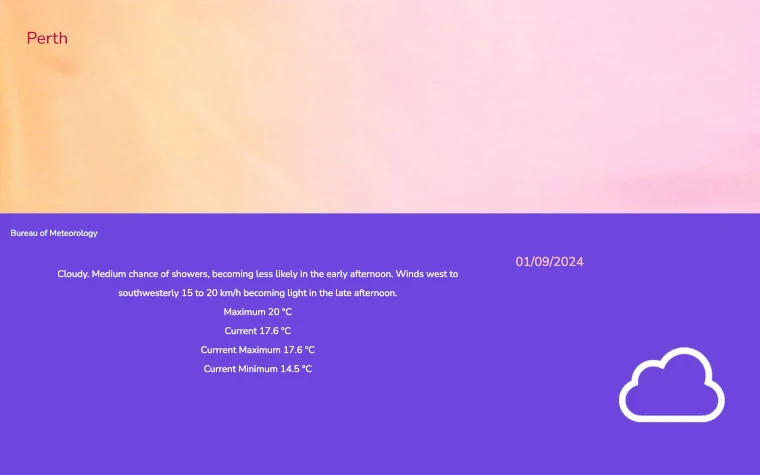 Perth
Bureau of Meteorology
01/09/2024
Cloudy. Medium chance of showers, becoming less likely in the early afternoon. Winds west to
southwesterly 15 to 20 km/h becoming light in the late afternoon.
Maximum 20 °C
Current 17.6 °C
Currrent Maximum 17.6 °C
Current Minimum 14.5 °C